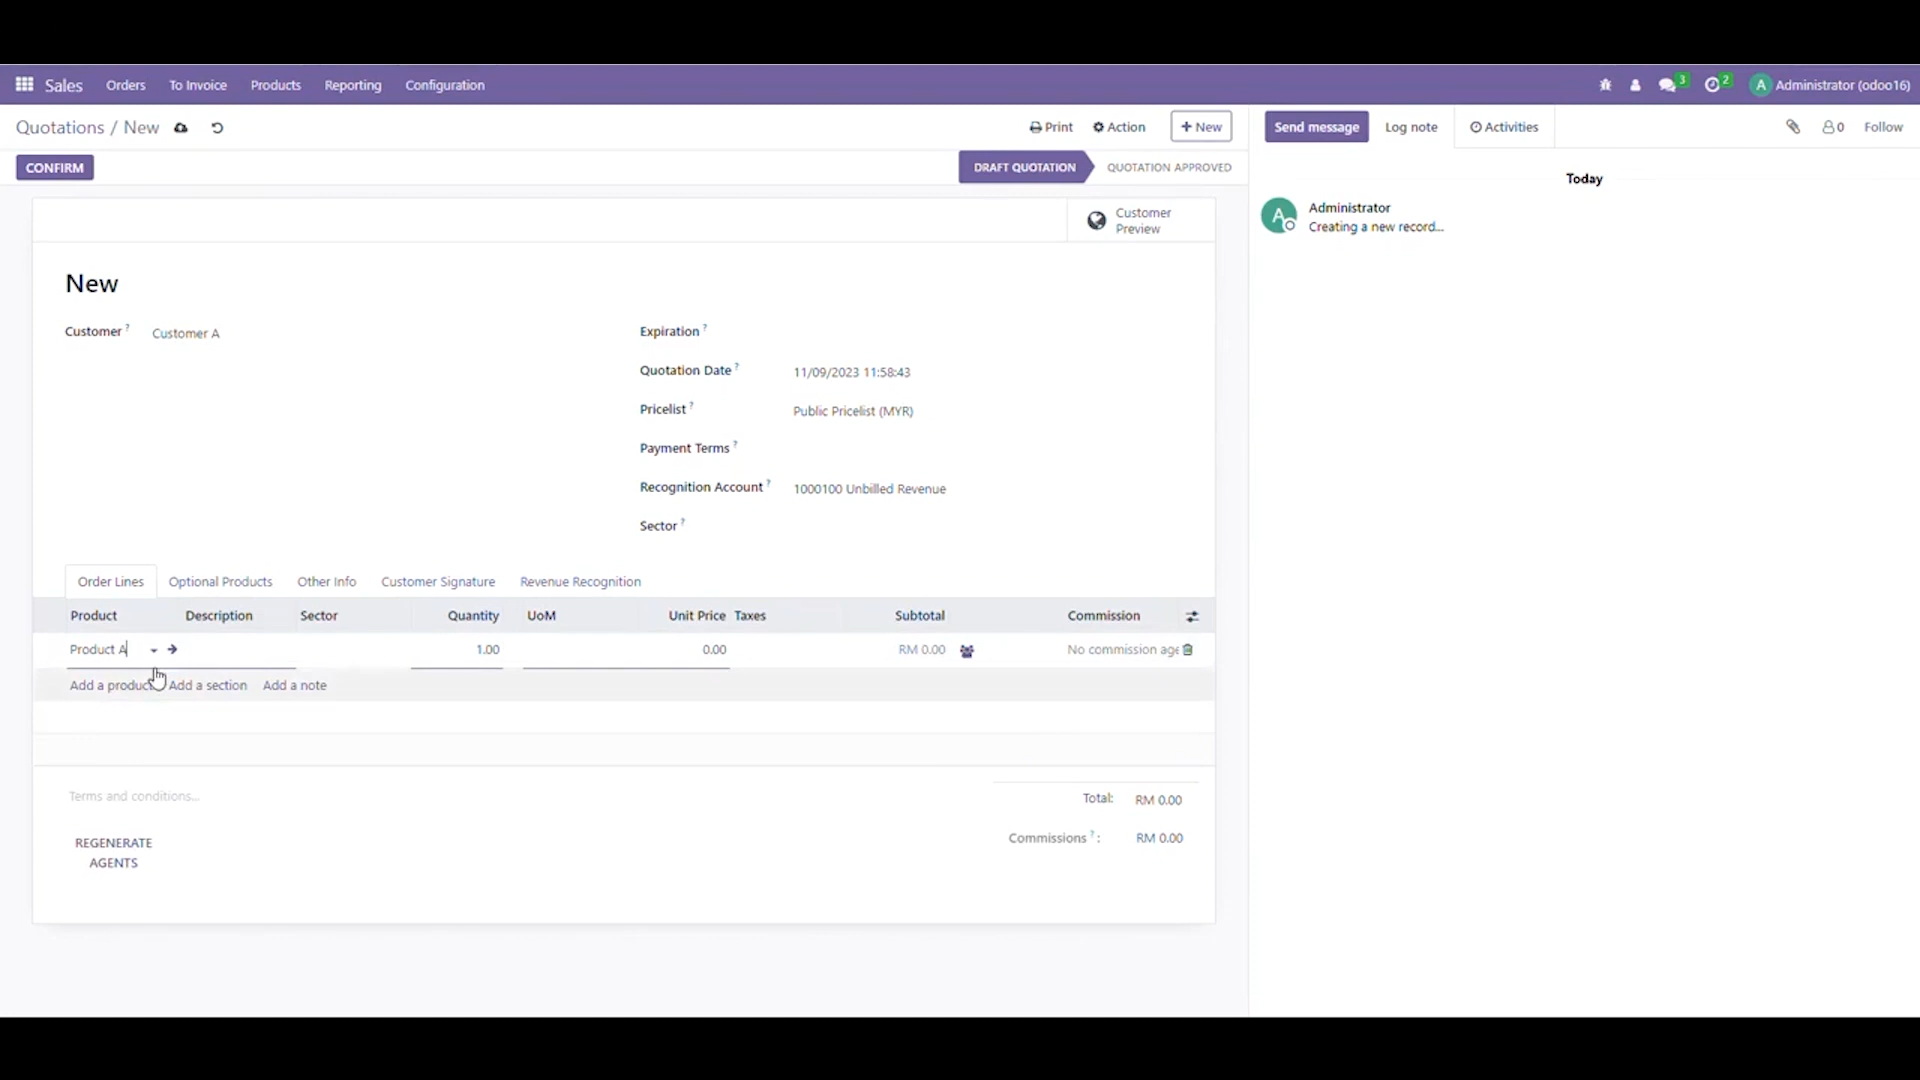 Sales Orders To Invoice Products Reporting Configuration 3 2 A Administrator (odoo16)
Quotations / New Print Action + New Send message Log note Activities 0 Follow
CONFIRM DRAFT QUOTATION QUOTATION APPROVED
Today
Customer
Preview
A Administrator
Creating a new record...
New
Customer ? Customer A
Expiration ?
Quotation Date ? 11/09/2023 11:58:43
Pricelist ? Public Pricelist (MYR)
Payment Terms ?
Recognition Account ? 1000100 Unbilled Revenue
Sector ?
Order Lines Optional Products Other Info Customer Signature Revenue Recognition
Product Description Sector Quantity UoM Unit Price Taxes Subtotal Commission
Product A 1.00 0.00 RM 0.00 No commission age
Add a product Add a section Add a note
Terms and conditions...
Total: RM 0.00
Commissions ? : RM 0.00
REGENERATE
AGENTS